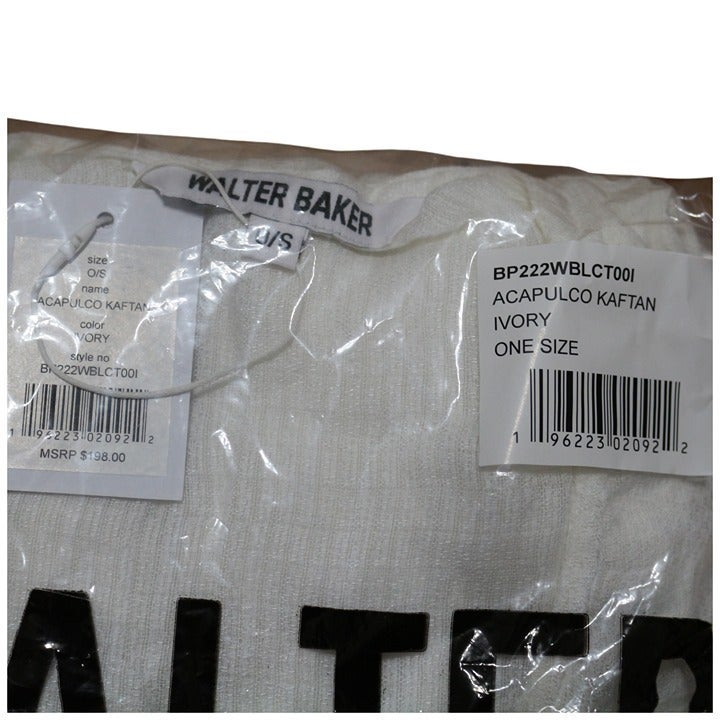 WALTER BAKER
O/S
size
O/S
name
ACAPULCO KAFTAN
color
IVORY
style no
BP222WBLCT00I
1 96223 02092 2
MSRP $198.00
BP222WBLCT00I
ACAPULCO KAFTAN
IVORY
ONE SIZE
1 96223 02092 2
ALTER